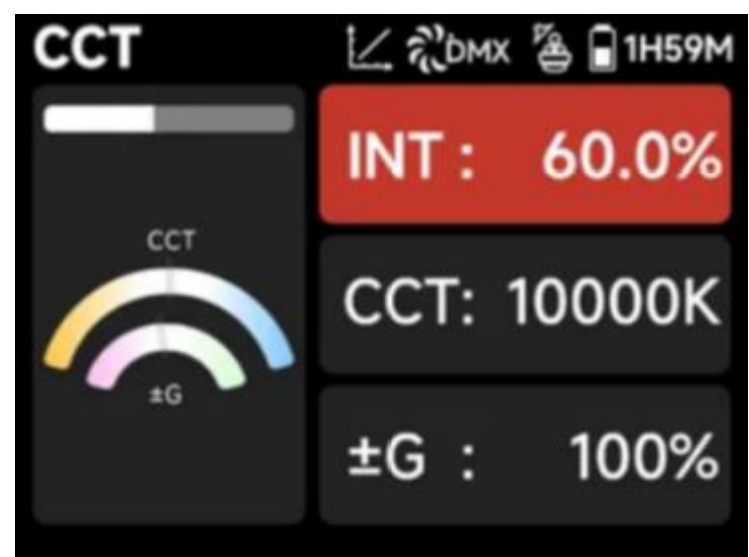 CCT
DMX
1H59M
INT : 60.0%
CCT
CCT: 10000K
±G
±G : 100%